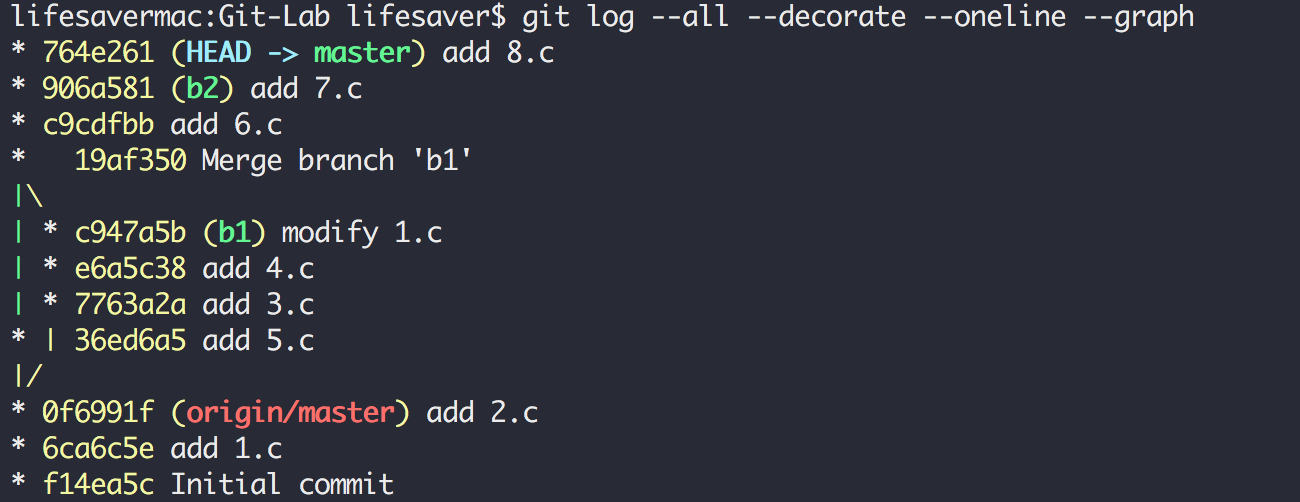 lifesavermac:Git-Lab lifesaver$ git log --all --decorate --oneline --graph
* 764e261 (HEAD -> master) add 8.c
* 906a581 (b2) add 7.c
* c9cdfbb add 6.c
*   19af350 Merge branch 'b1'
|\
| * c947a5b (b1) modify 1.c
| * e6a5c38 add 4.c
| * 7763a2a add 3.c
* | 36ed6a5 add 5.c
|/
* 0f6991f (origin/master) add 2.c
* 6ca6c5e add 1.c
* f14ea5c Initial commit